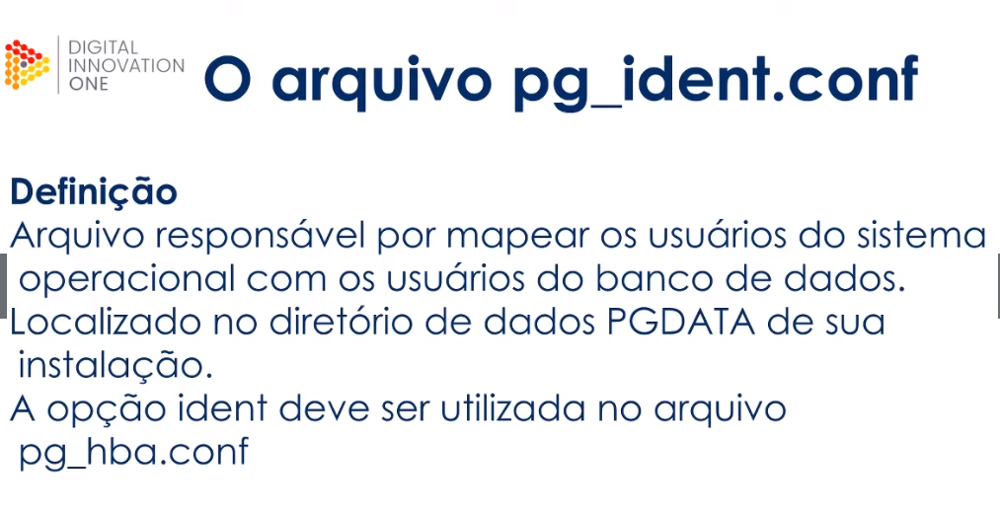 DIGITAL
INNOVATION
ONE
O arquivo pg_ident.conf
Definição
Arquivo responsável por mapear os usuários do sistema
operacional com os usuários do banco de dados.
Localizado no diretório de dados PGDATA de sua
instalação.
A opção ident deve ser utilizada no arquivo
pg_hba.conf